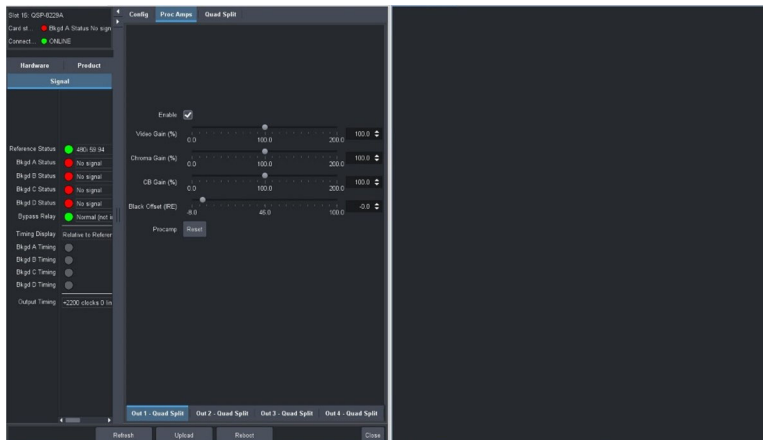 Slot 16: QSP-8229A
Card st... Bkgd A Status No sign
Connect... ONLINE
Hardware Product
Signal
Reference Status 480i 59.94
Bkgd A Status No signal
Bkgd B Status No signal
Bkgd C Status No signal
Bkgd D Status No signal
Bypass Relay Normal (not i
Timing Display Relative to Referen
Bkgd A Timing
Bkgd B Timing
Bkgd C Timing
Bkgd D Timing
Output Timing +2200 clocks 0 lin
Config Proc Amps Quad Split
Enable
Video Gain (%) 100.0
0.0 100.0 200.0
Chroma Gain (%) 100.0
0.0 100.0 200.0
CB Gain (%) 100.0
0.0 100.0 200.0
Black Offset (IRE) -0.0
-8.0 46.0 100.0
Procamp Reset
Out 1 - Quad Split Out 2 - Quad Split Out 3 - Quad Split Out 4 - Quad Split
Refresh Upload Reboot Close